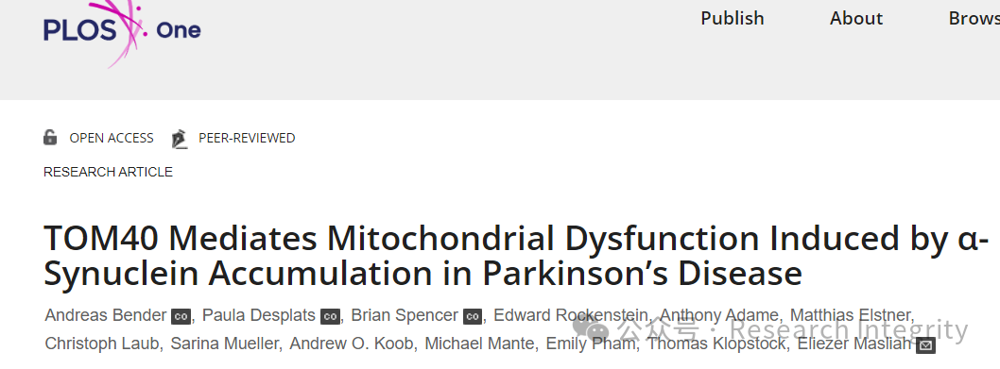 PLOS One
Publish About Brows
OPEN ACCESS PEER-REVIEWED
RESEARCH ARTICLE
TOM40 Mediates Mitochondrial Dysfunction Induced by α-
Synuclein Accumulation in Parkinson’s Disease
Andreas Bender co, Paula Desplats co, Brian Spencer co, Edward Rockenstein, Anthony Adame, Matthias Elstner,
Christoph Laub, Sarina Mueller, Andrew O. Koob, Michael Mante, Emily Pham, Thomas Klopstock, Eliezer Masliah
公众号 · Research Integrity